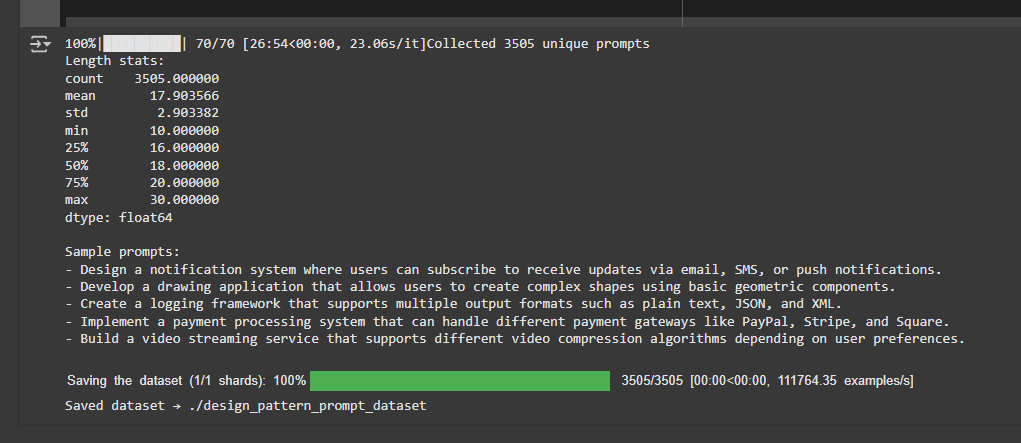 100%|██████████| 70/70 [26:54<00:00, 23.06s/it]Collected 3505 unique prompts
Length stats:
count    3505.000000
mean       17.903566
std         2.903382
min        10.000000
25%        16.000000
50%        18.000000
75%        20.000000
max        30.000000
dtype: float64

Sample prompts:
- Design a notification system where users can subscribe to receive updates via email, SMS, or push notifications.
- Develop a drawing application that allows users to create complex shapes using basic geometric components.
- Create a logging framework that supports multiple output formats such as plain text, JSON, and XML.
- Implement a payment processing system that can handle different payment gateways like PayPal, Stripe, and Square.
- Build a video streaming service that supports different video compression algorithms depending on user preferences.

Saving the dataset (1/1 shards): 100% 3505/3505 [00:00<00:00, 111764.35 examples/s]
Saved dataset → ./design_pattern_prompt_dataset